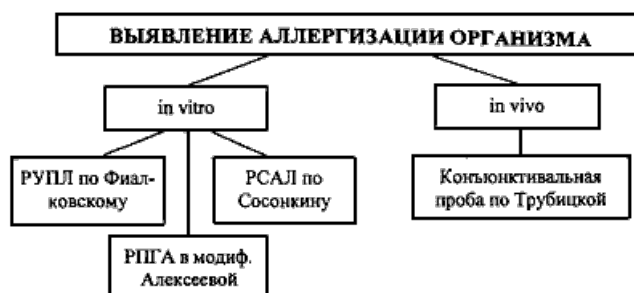 ВЫЯВЛЕНИЕ АЛЛЕРГИЗАЦИИ ОРГАНИЗМА
in vitro
in vivo
РУПЛ по Фиал-
ковскому
РСАЛ по
Сосонкину
Конъюнктивальная
проба по Трубицкой
РПГА в модиф.
Алексеевой